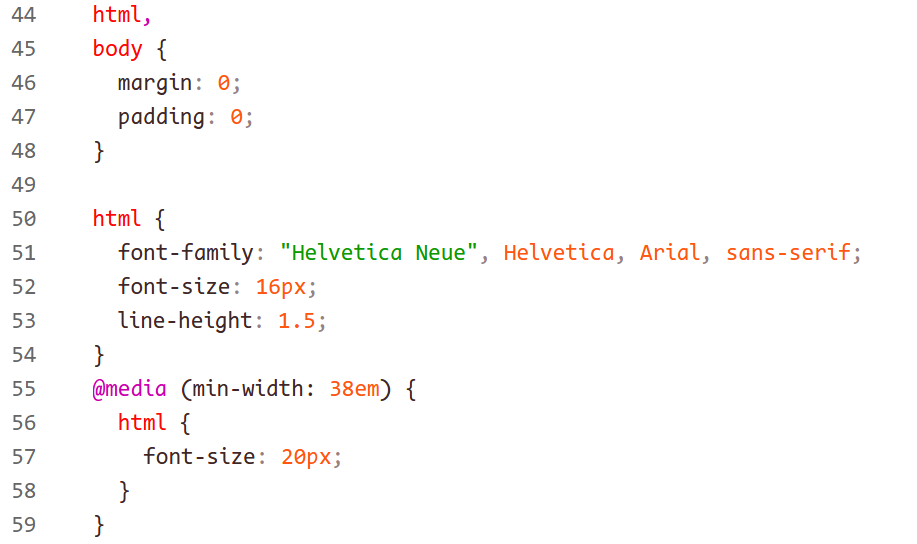 44 html,
45 body {
46   margin: 0;
47   padding: 0;
48 }
49
50 html {
51   font-family: "Helvetica Neue", Helvetica, Arial, sans-serif;
52   font-size: 16px;
53   line-height: 1.5;
54 }
55 @media (min-width: 38em) {
56   html {
57     font-size: 20px;
58   }
59 }